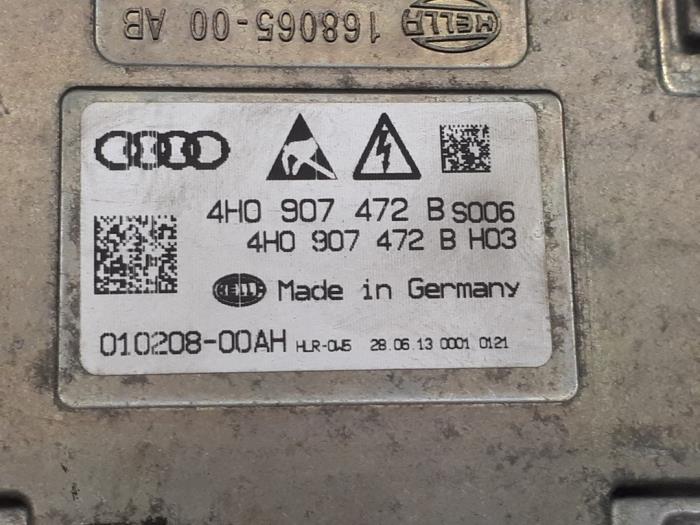 168065-00 AB HELLA
4H0 907 472 B S006
4H0 907 472 B H03
HELLA Made in Germany
010208-00AH HLR-0W5 28.06.13 0001 0121